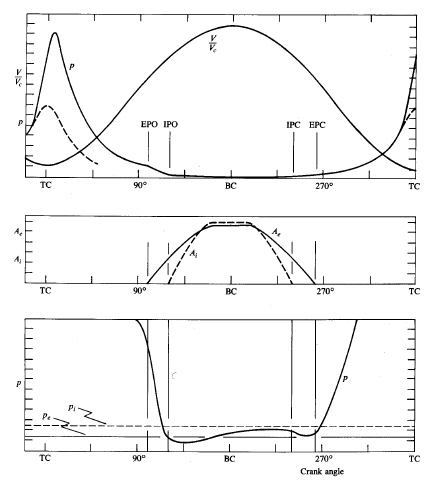 V/V_c
p
p
V/V_c
EPO IPO IPC EPC
TC 90° BC 270° TC
A_e
A_i
A_i
A_e
TC 90° BC 270° TC
p
p_e
p_i
p
TC 90° BC 270° TC
Crank angle